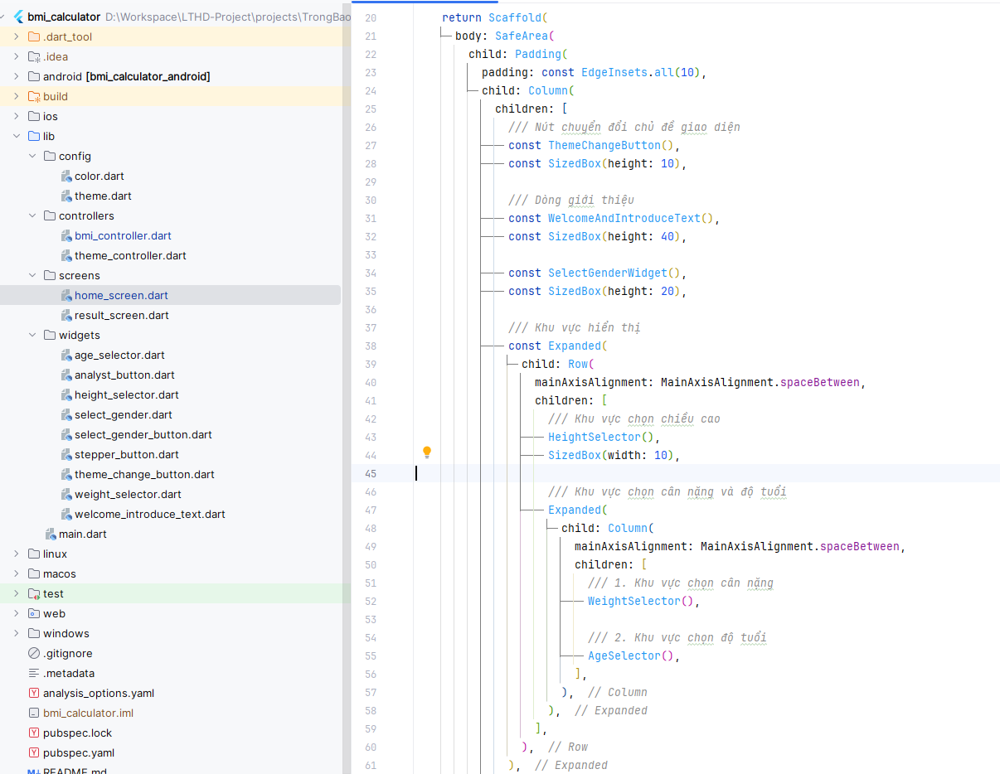 bmi_calculator D:\Workspace\LTHD-Project\projects\TrongBao
.dart_tool
.idea
android [bmi_calculator_android]
build
ios
lib
config
color.dart
theme.dart
controllers
bmi_controller.dart
theme_controller.dart
screens
home_screen.dart
result_screen.dart
widgets
age_selector.dart
analyst_button.dart
height_selector.dart
select_gender.dart
select_gender_button.dart
stepper_button.dart
theme_change_button.dart
weight_selector.dart
welcome_introduce_text.dart
main.dart
linux
macos
test
web
windows
.gitignore
.metadata
analysis_options.yaml
bmi_calculator.iml
pubspec.lock
pubspec.yaml
README.md
20 return Scaffold(
21 body: SafeArea(
22 child: Padding(
23 padding: const EdgeInsets.all(10),
24 child: Column(
25 children: [
26 /// Nút chuyển đổi chủ đề giao diện
27 const ThemeChangeButton(),
28 const SizedBox(height: 10),
29
30 /// Dòng giới thiệu
31 const WelcomeAndIntroduceText(),
32 const SizedBox(height: 40),
33
34 const SelectGenderWidget(),
35 const SizedBox(height: 20),
36
37 /// Khu vực hiển thị
38 const Expanded(
39 child: Row(
40 mainAxisAlignment: MainAxisAlignment.spaceBetween,
41 children: [
42 /// Khu vực chọn chiều cao
43 HeightSelector(),
44 SizedBox(width: 10),
45
46 /// Khu vực chọn cân nặng và độ tuổi
47 Expanded(
48 child: Column(
49 mainAxisAlignment: MainAxisAlignment.spaceBetween,
50 children: [
51 /// 1. Khu vực chọn cân nặng
52 WeightSelector(),
53
54 /// 2. Khu vực chọn độ tuổi
55 AgeSelector(),
56 ],
57 ), // Column
58 ), // Expanded
59 ],
60 ), // Row
61 ), // Expanded